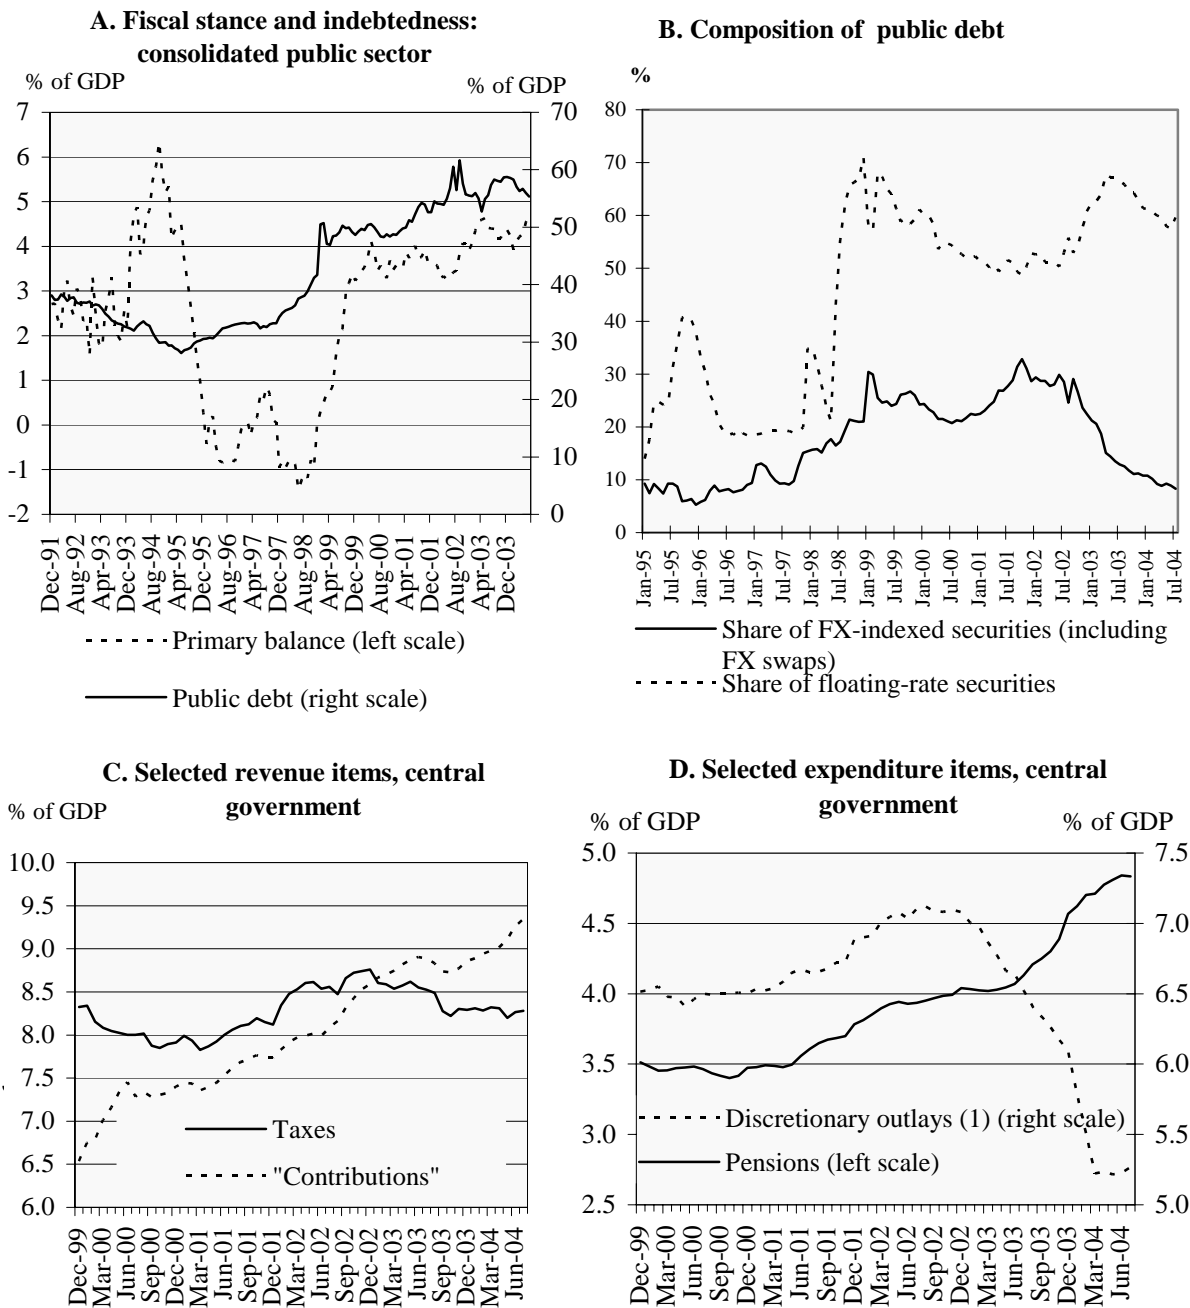 A. Fiscal stance and indebtedness:
consolidated public sector
% of GDP
% of GDP
7
6
5
4
3
2
1
0
-1
-2
70
60
50
40
30
20
10
0
Dec-91
Aug-92
Apr-93
Dec-93
Aug-94
Apr-95
Dec-95
Aug-96
Apr-97
Dec-97
Aug-98
Apr-99
Dec-99
Aug-00
Apr-01
Dec-01
Aug-02
Apr-03
Dec-03
Primary balance (left scale)
Public debt (right scale)
B. Composition of public debt
%
80
70
60
50
40
30
20
10
0
Jan-95
Jul-95
Jan-96
Jul-96
Jan-97
Jul-97
Jan-98
Jul-98
Jan-99
Jul-99
Jan-00
Jul-00
Jan-01
Jul-01
Jan-02
Jul-02
Jan-03
Jul-03
Jan-04
Jul-04
Share of FX-indexed securities (including
FX swaps)
Share of floating-rate securities
C. Selected revenue items, central
government
% of GDP
10.0
9.5
9.0
8.5
8.0
7.5
7.0
6.5
6.0
Taxes
"Contributions"
Dec-99
Mar-00
Jun-00
Sep-00
Dec-00
Mar-01
Jun-01
Sep-01
Dec-01
Mar-02
Jun-02
Sep-02
Dec-02
Mar-03
Jun-03
Sep-03
Dec-03
Mar-04
Jun-04
D. Selected expenditure items, central
government
% of GDP
% of GDP
5.0
4.5
4.0
3.5
3.0
2.5
7.5
7.0
6.5
6.0
5.5
5.0
Discretionary outlays (1) (right scale)
Pensions (left scale)
Dec-99
Mar-00
Jun-00
Sep-00
Dec-00
Mar-01
Jun-01
Sep-01
Dec-01
Mar-02
Jun-02
Sep-02
Dec-02
Mar-03
Jun-03
Sep-03
Dec-03
Mar-04
Jun-04